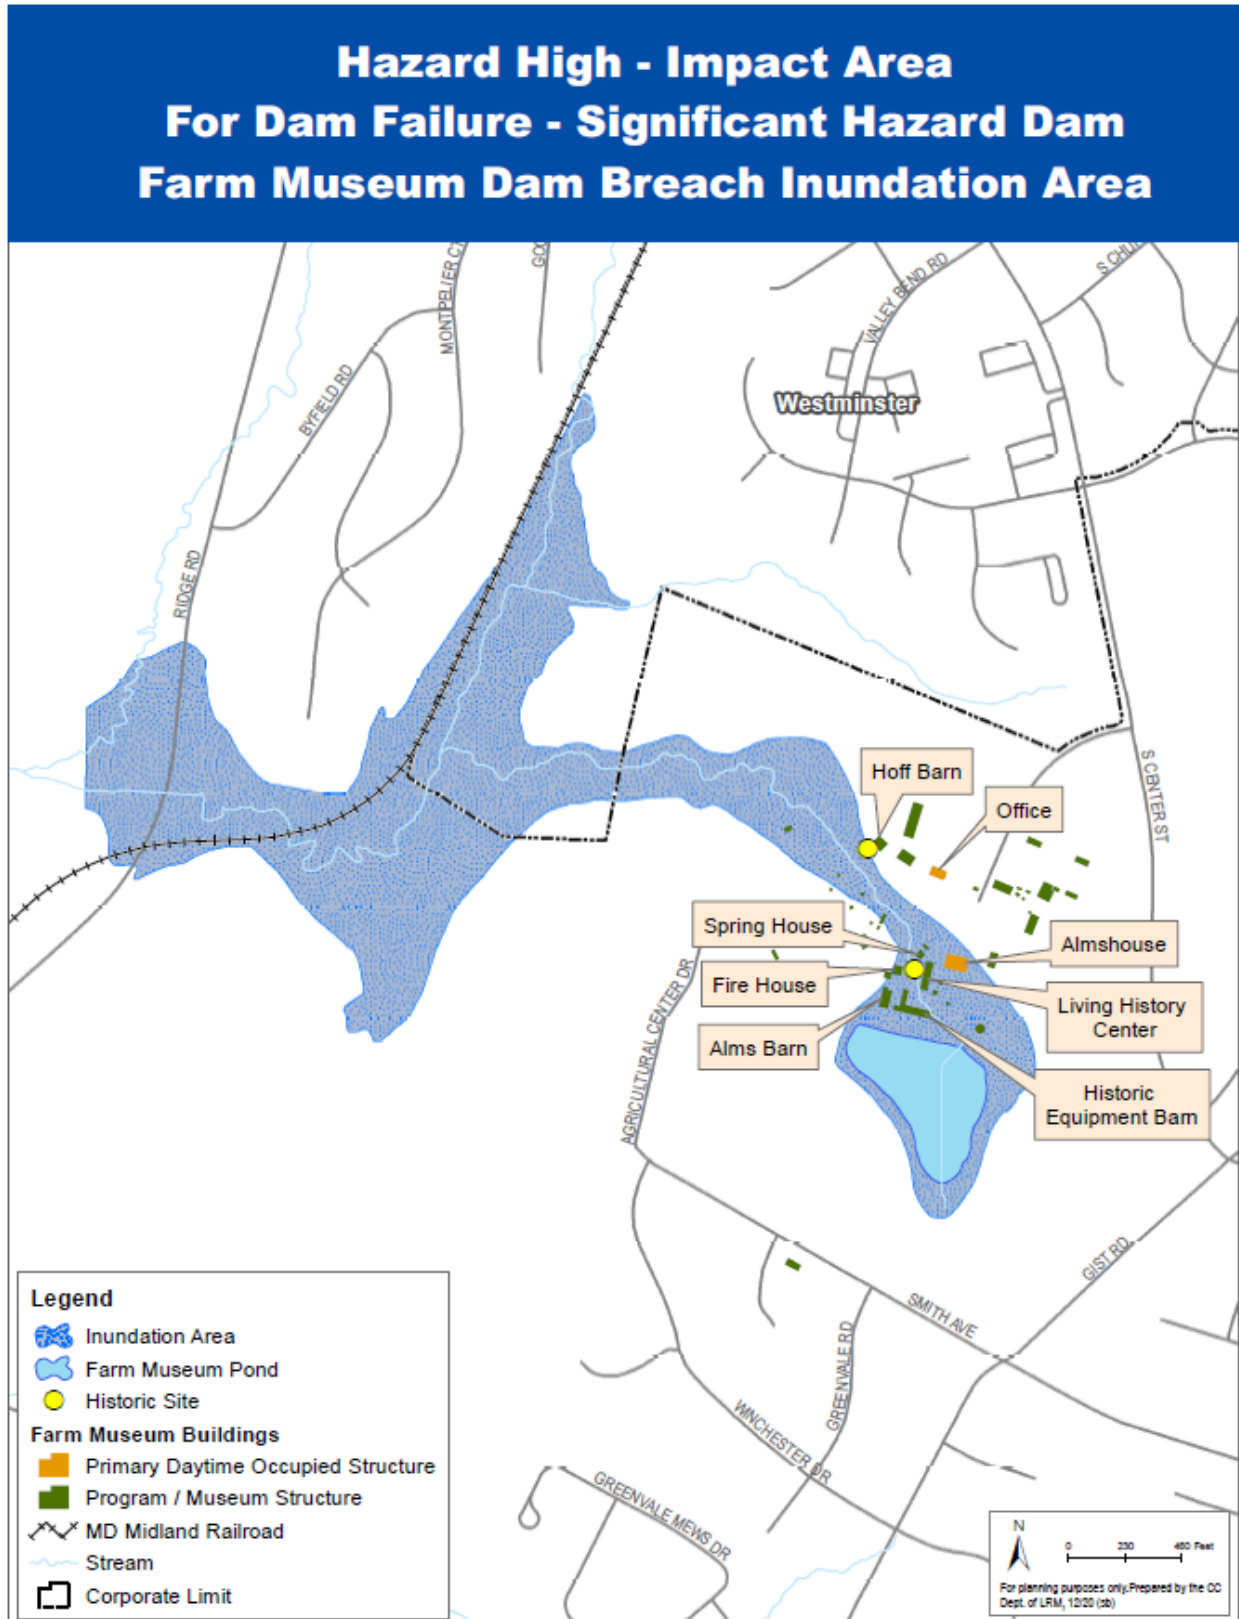 Hazard High - Impact Area
For Dam Failure - Significant Hazard Dam
Farm Museum Dam Breach Inundation Area
MONTPELIER CT
VALLEY BEND RD
BYFIELD RD
Westminster
RIDGE RD
S CENTER ST
Hoff Barn
Office
Spring House
Almshouse
Fire House
Living History
Center
Alms Barn
Historic
Equipment Barn
AGRICULTURAL CENTER DR
GIST RD
SMITH AVE
GREENVALE RD
WINCHESTER DR
GREENVALE MEWS DR
Legend
Inundation Area
Farm Museum Pond
Historic Site
Farm Museum Buildings
Primary Daytime Occupied Structure
Program / Museum Structure
MD Midland Railroad
Stream
Corporate Limit
N
0 230 460 Feet
For planning purposes only.Prepared by the CC
Dept. of LRM, 12/20 (sb)